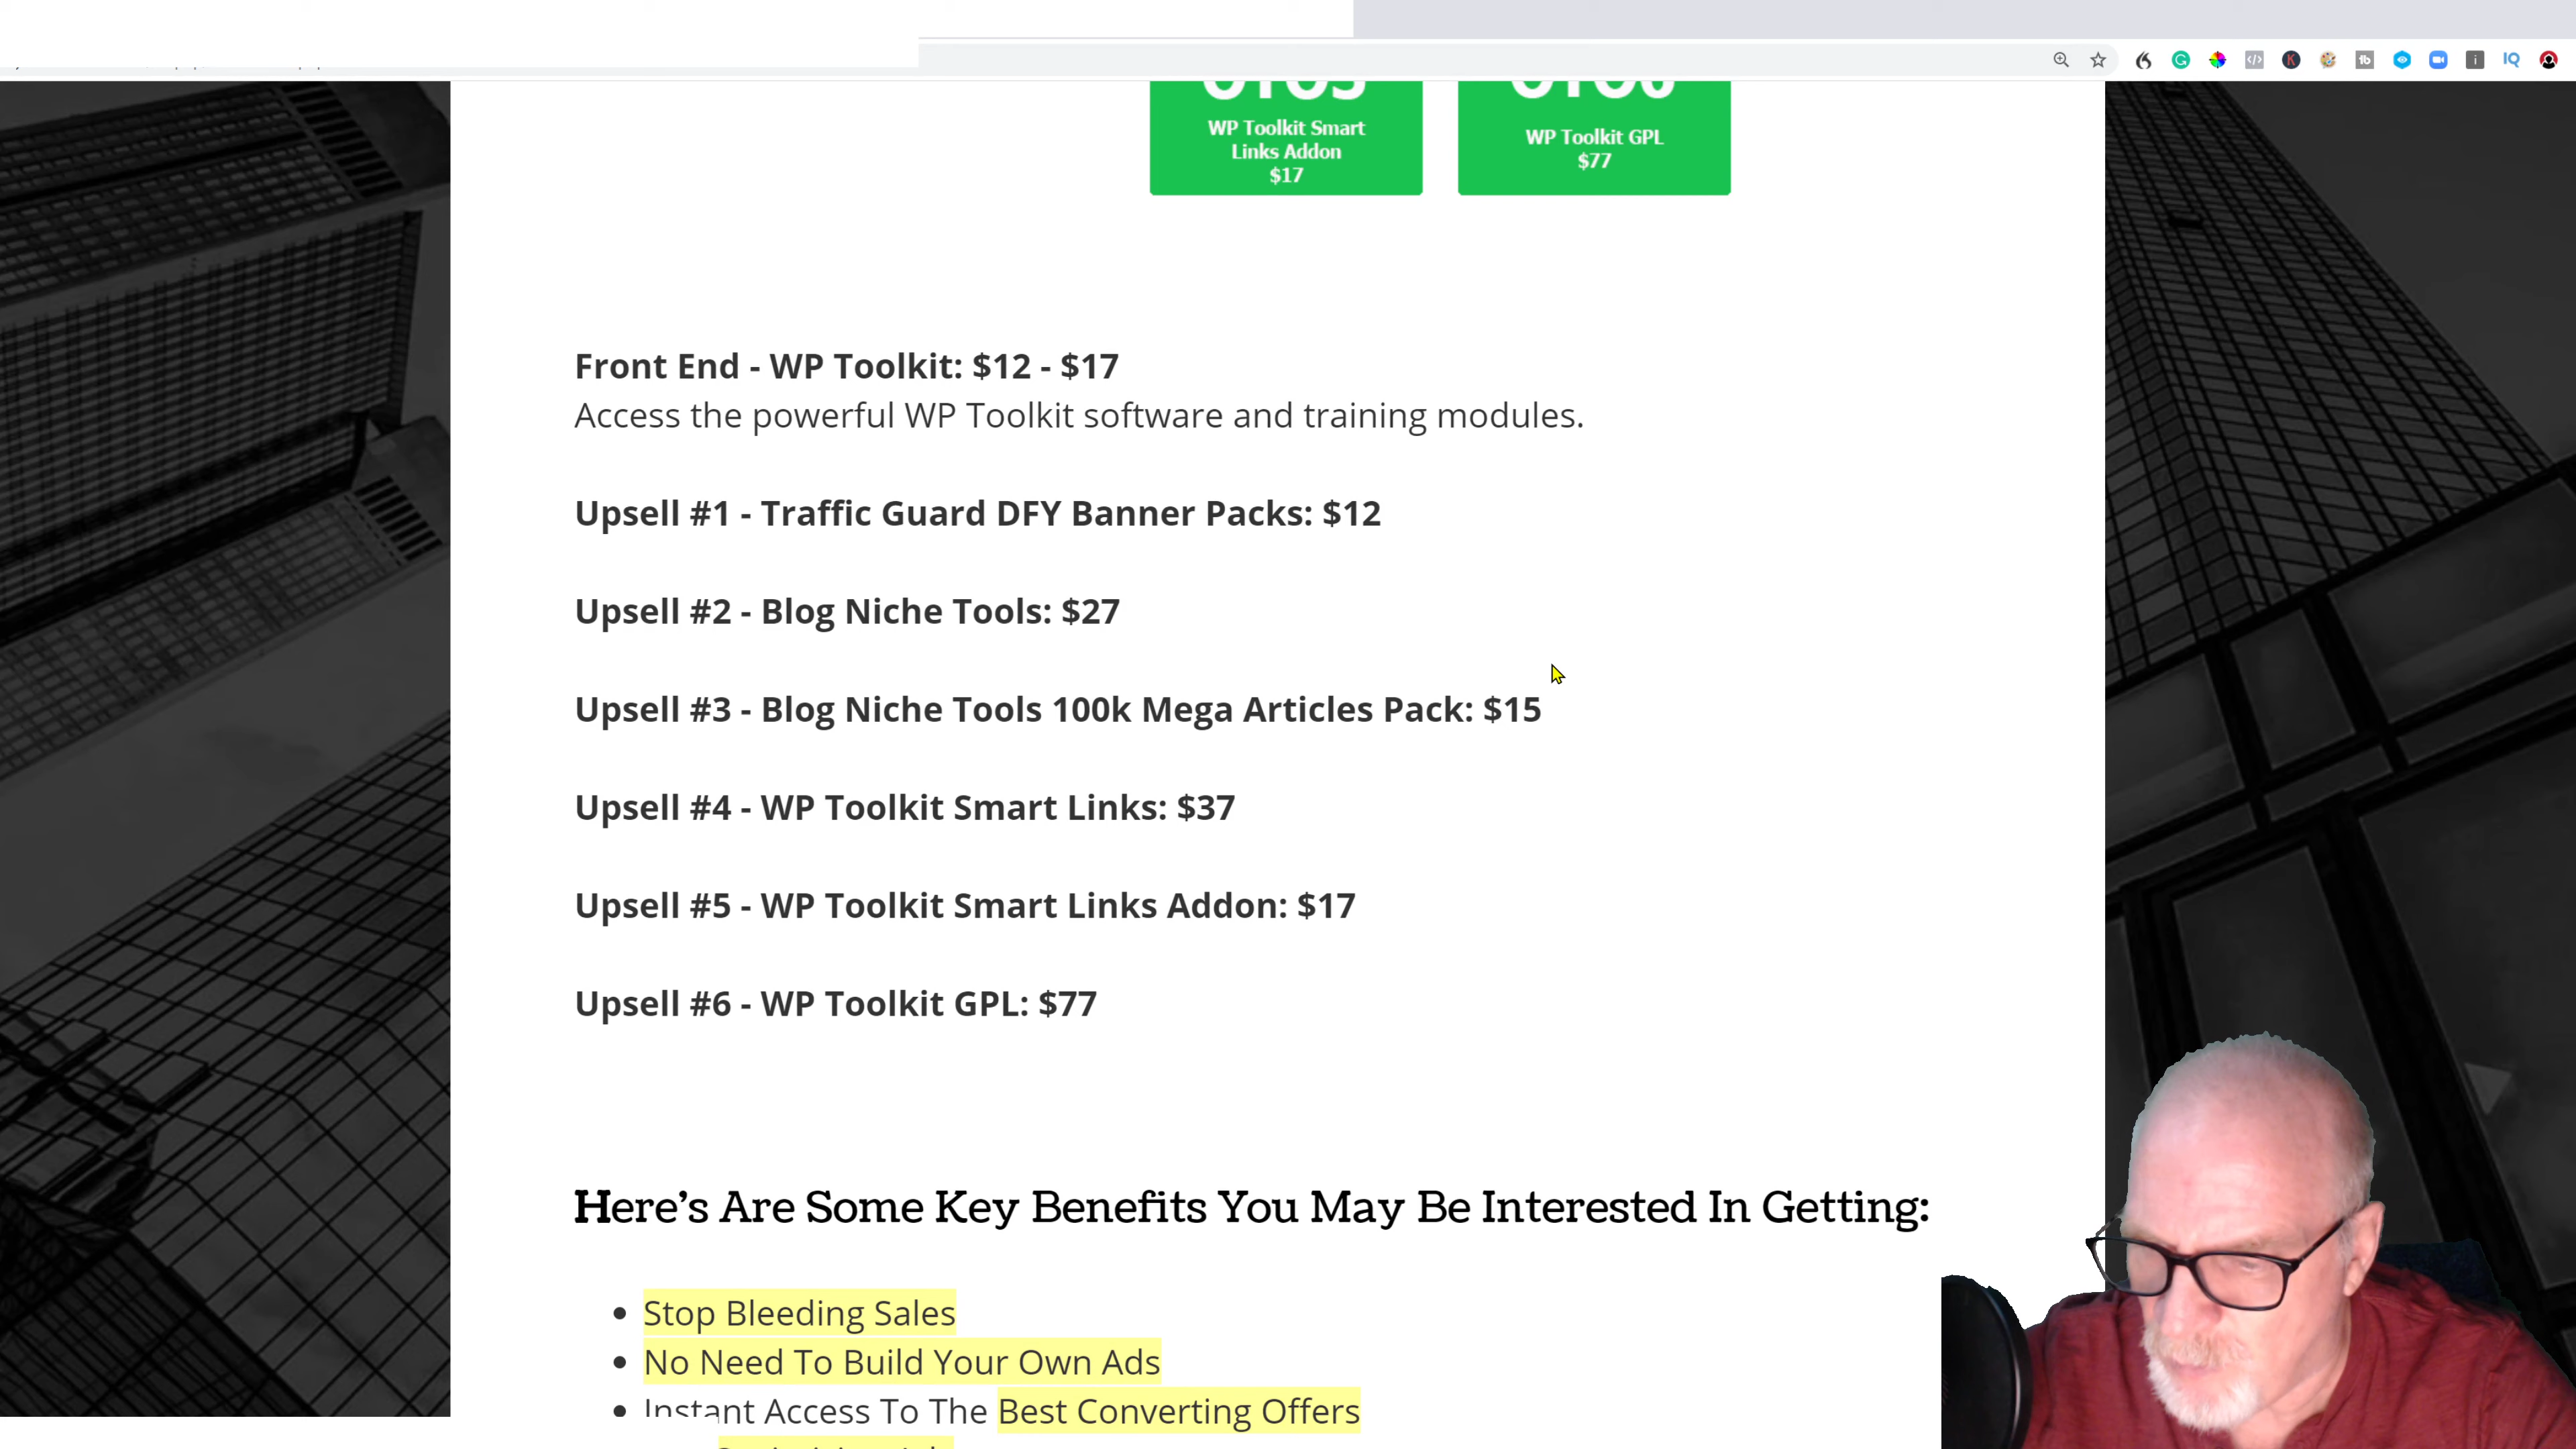 WP Toolkit Smart
Links Addon
$17
WP Toolkit GPL
$77
Front End - WP Toolkit: $12 - $17
Access the powerful WP Toolkit software and training modules.
Upsell #1 - Traffic Guard DFY Banner Packs: $12
Upsell #2 - Blog Niche Tools: $27
Upsell #3 - Blog Niche Tools 100k Mega Articles Pack: $15
Upsell #4 - WP Toolkit Smart Links: $37
Upsell #5 - WP Toolkit Smart Links Addon: $17
Upsell #6 - WP Toolkit GPL: $77
Here's Are Some Key Benefits You May Be Interested In Getting:
Stop Bleeding Sales
No Need To Build Your Own Ads
Instant Access To The Best Converting Offers